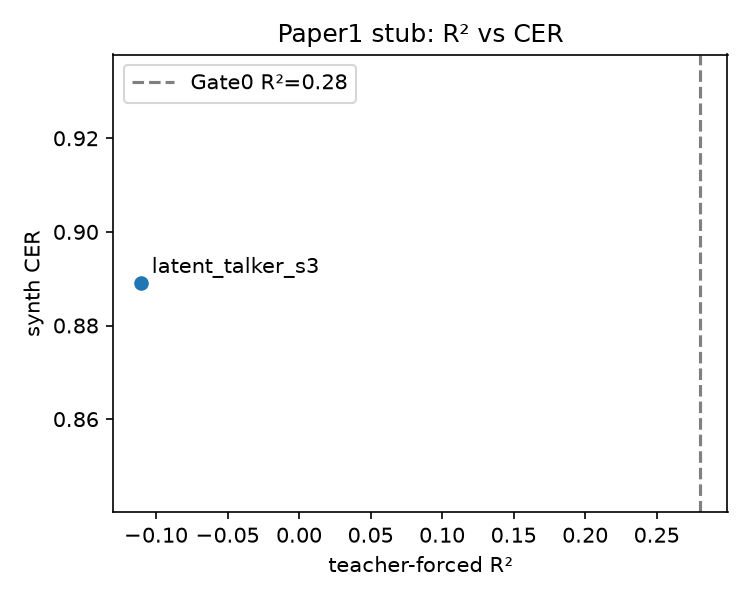 Paper1 stub: R² vs CER
Gate0 R²=0.28
synth CER
0.92
0.90
0.88
0.86
latent_talker_s3
−0.10 −0.05 0.00 0.05 0.10 0.15 0.20 0.25
teacher-forced R²